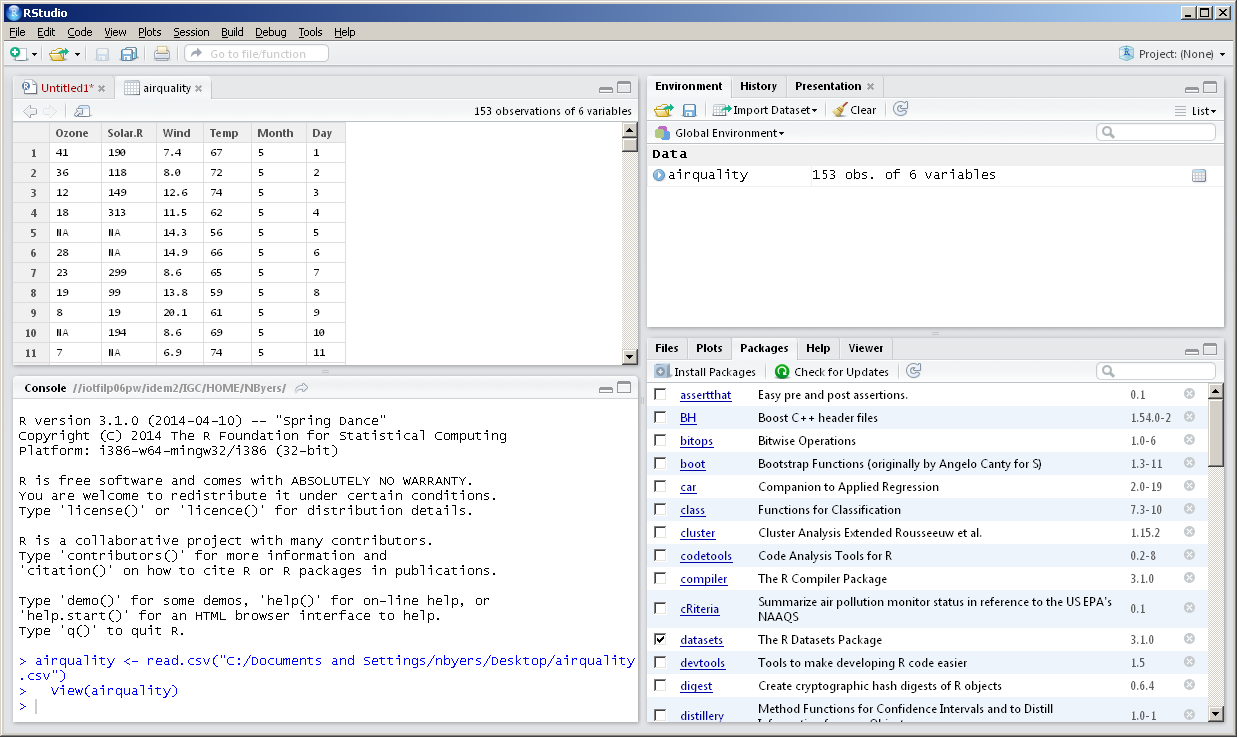 RStudio
File Edit Code View Plots Session Build Debug Tools Help
Go to file/function
Project: (None)
Untitled1* airquality
153 observations of 6 variables
Ozone Solar.R Wind Temp Month Day
1 41 190 7.4 67 5 1
2 36 118 8.0 72 5 2
3 12 149 12.6 74 5 3
4 18 313 11.5 62 5 4
5 NA NA 14.3 56 5 5
6 28 NA 14.9 66 5 6
7 23 299 8.6 65 5 7
8 19 99 13.8 59 5 8
9 8 19 20.1 61 5 9
10 NA 194 8.6 69 5 10
11 7 NA 6.9 74 5 11
Console //iotfilp06pw/idem2/IGC/HOME/NByers/
R version 3.1.0 (2014-04-10) -- "Spring Dance"
Copyright (C) 2014 The R Foundation for Statistical Computing
Platform: i386-w64-mingw32/i386 (32-bit)
R is free software and comes with ABSOLUTELY NO WARRANTY.
You are welcome to redistribute it under certain conditions.
Type 'license()' or 'licence()' for distribution details.
R is a collaborative project with many contributors.
Type 'contributors()' for more information and
'citation()' on how to cite R or R packages in publications.
Type 'demo()' for some demos, 'help()' for on-line help, or
'help.start()' for an HTML browser interface to help.
Type 'q()' to quit R.
> airquality <- read.csv("C:/Documents and Settings/nbyers/Desktop/airquality
.csv")
> View(airquality)
>
Environment History Presentation
Import Dataset Clear List
Global Environment
Data
airquality 153 obs. of 6 variables
Files Plots Packages Help Viewer
Install Packages Check for Updates
assertthat Easy pre and post assertions. 0.1
BH Boost C++ header files 1.54.0-2
bitops Bitwise Operations 1.0-6
boot Bootstrap Functions (originally by Angelo Canty for S) 1.3-11
car Companion to Applied Regression 2.0-19
class Functions for Classification 7.3-10
cluster Cluster Analysis Extended Rousseeuw et al. 1.15.2
codetools Code Analysis Tools for R 0.2-8
compiler The R Compiler Package 3.1.0
cRiteria Summarize air pollution monitor status in reference to the US EPA's
NAAQS 0.1
datasets The R Datasets Package 3.1.0
devtools Tools to make developing R code easier 1.5
digest Create cryptographic hash digests of R objects 0.6.4
distillery Method Functions for Confidence Intervals and to Distill 1.0-1